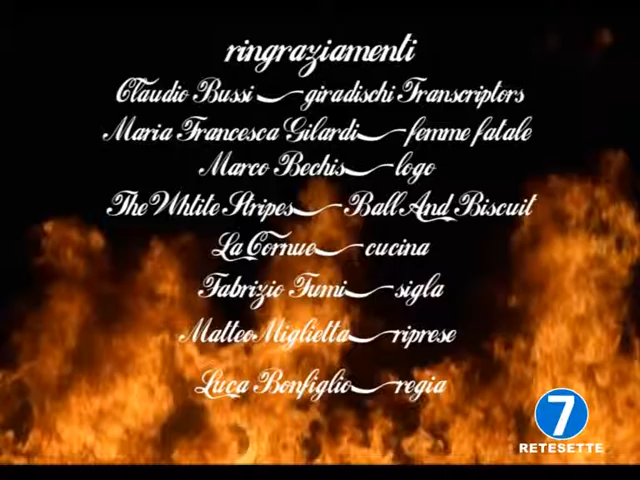 ringraziamenti
Claudio Bussi giradischi Transcriptors
Maria Francesca Gilardi femme fatale
Marco Bechis logo
The Whtite Stripes Ball And Biscuit
La Cornue cucina
Fabrizio Fumi sigla
Matteo Miglietta riprese
Luca Bonfiglio regia
7
RETESETTE